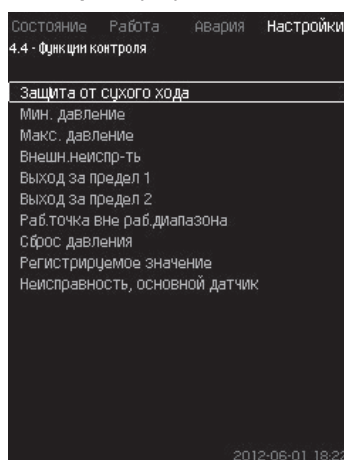 Состояние Работа Авария Настройки
4.4 - Функции контроля
Защита от сухого хода
Мин. давление
Макс. давление
Внешн.неиспр-ть
Выход за предел 1
Выход за предел 2
Раб.точка вне раб.диапазона
Сброс давления
Регистрируемое значение
Неисправность, основной датчик
2012-06-01 18:22